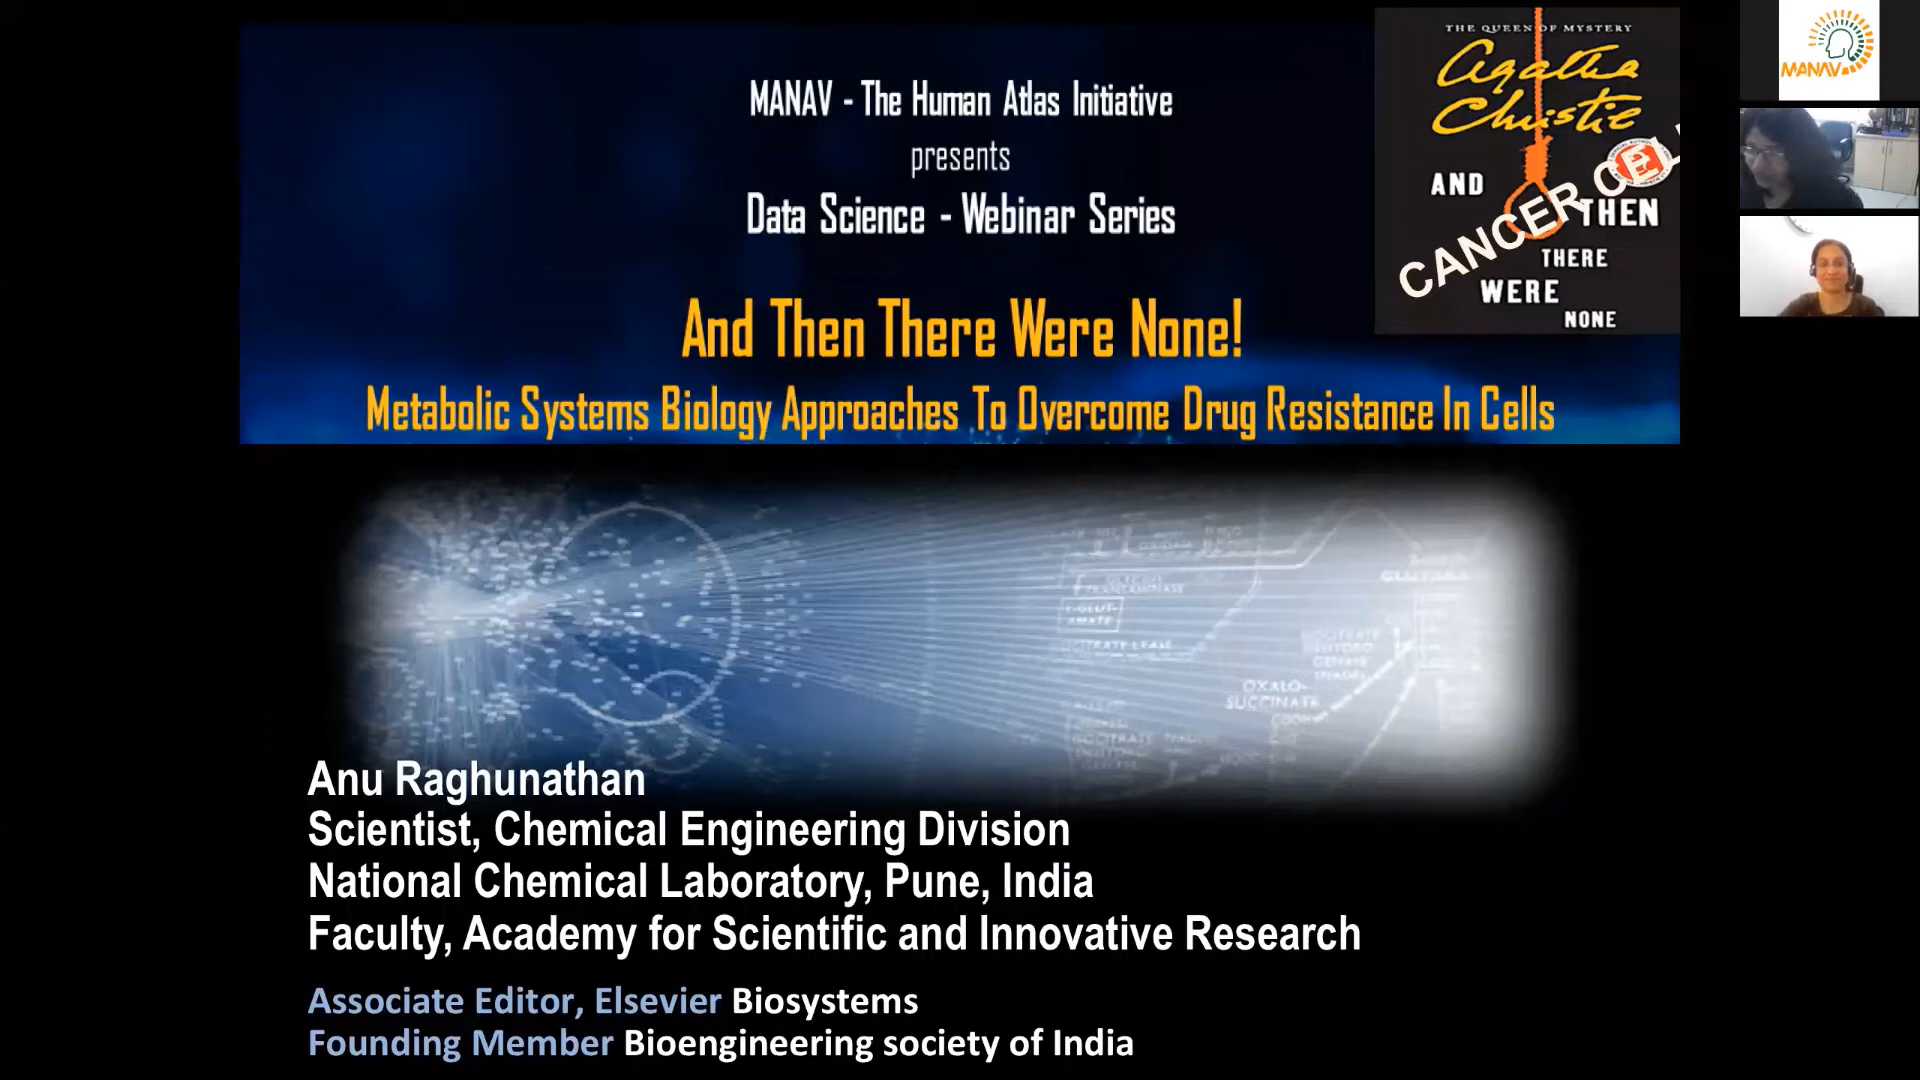 MANAV - The Human Atlas Initiative
presents
Data Science - Webinar Series
And Then There Were None!
Metabolic Systems Biology Approaches To Overcome Drug Resistance In Cells
THE QUEEN OF MYSTERY
Agatha
Christie
AND
THEN
THERE
WERE
NONE
CANCER CELL
MANAV
OXALO-
SUCCINATE
Anu Raghunathan
Scientist, Chemical Engineering Division
National Chemical Laboratory, Pune, India
Faculty, Academy for Scientific and Innovative Research
Associate Editor, Elsevier Biosystems
Founding Member Bioengineering society of India